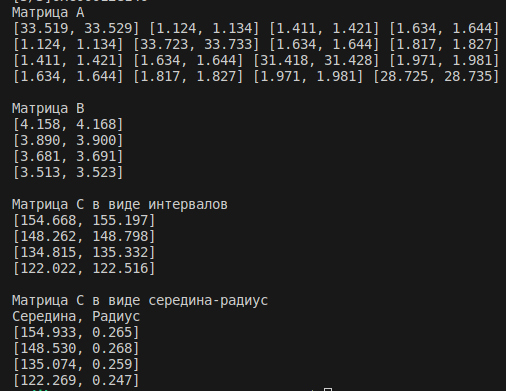 Матрица A
[33.519, 33.529] [1.124, 1.134] [1.411, 1.421] [1.634, 1.644]
[1.124, 1.134] [33.723, 33.733] [1.634, 1.644] [1.817, 1.827]
[1.411, 1.421] [1.634, 1.644] [31.418, 31.428] [1.971, 1.981]
[1.634, 1.644] [1.817, 1.827] [1.971, 1.981] [28.725, 28.735]
Матрица B
[4.158, 4.168]
[3.890, 3.900]
[3.681, 3.691]
[3.513, 3.523]
Матрица C в виде интервалов
[154.668, 155.197]
[148.262, 148.798]
[134.815, 135.332]
[122.022, 122.516]
Матрица C в виде середина-радиус
Середина, Радиус
[154.933, 0.265]
[148.530, 0.268]
[135.074, 0.259]
[122.269, 0.247]